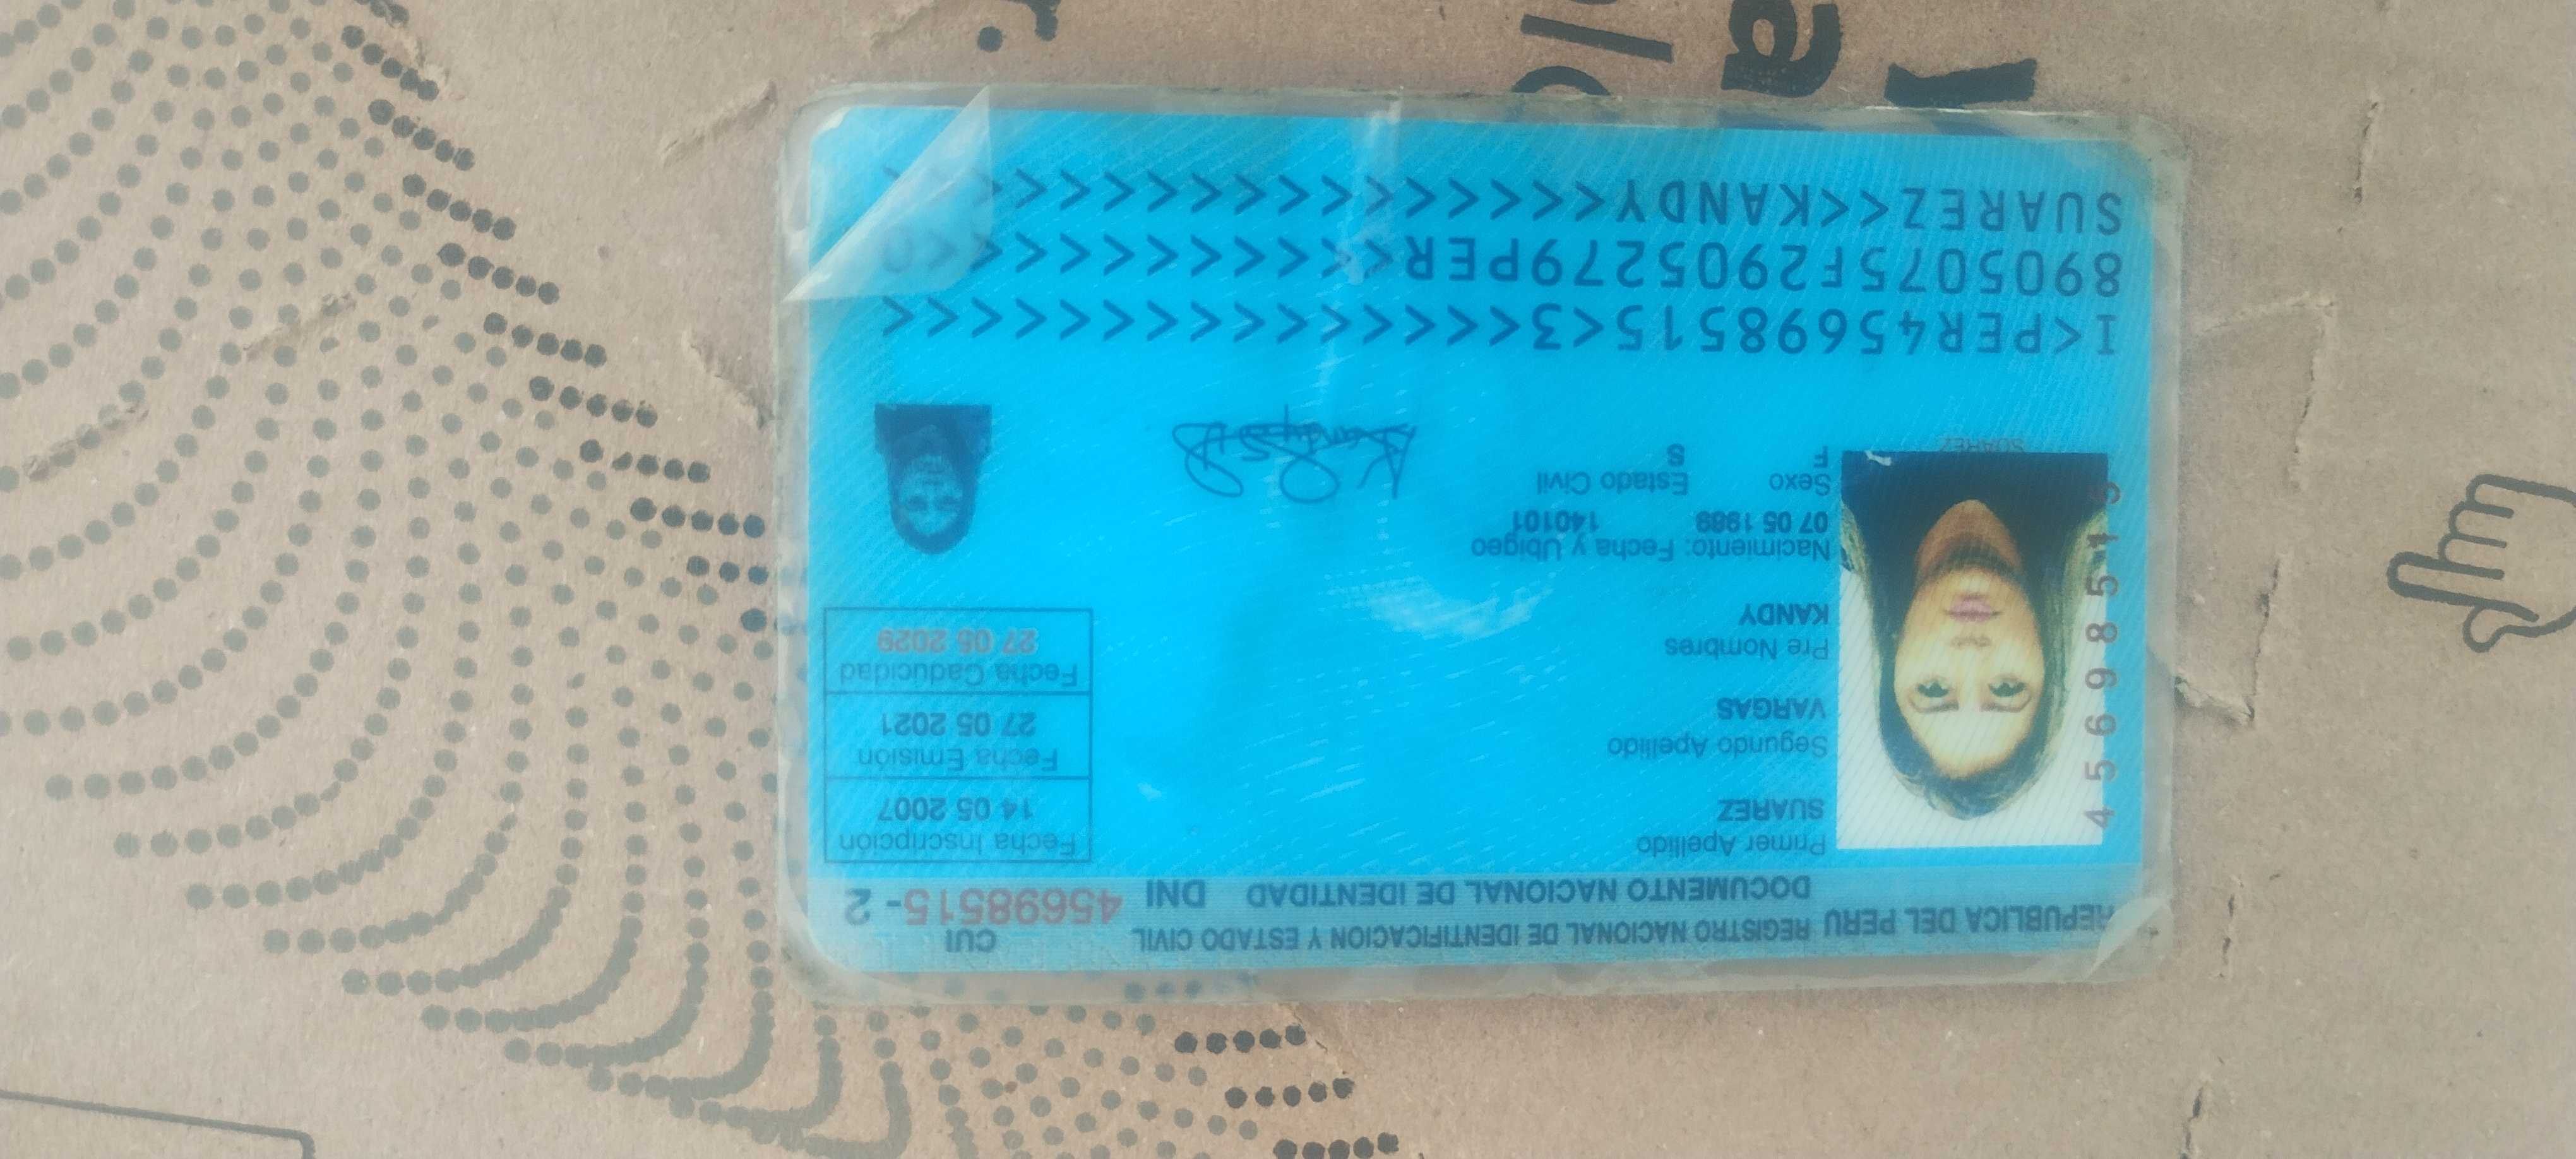 REPUBLICA DEL PERU REGISTRO NACIONAL DE IDENTIFICACION Y ESTADO CIVIL
DOCUMENTO NACIONAL DE IDENTIDAD DNI
CUI
45698515-2
Primer Apellido
SUAREZ
Segundo Apellido
VARGAS
Pre Nombres
KANDY
Nacimiento: Fecha y Ubigeo
07 05 1989 140101
Sexo Estado Civil
F S
Fecha Inscripción
14 05 2007
Fecha Emisión
27 05 2021
Fecha Caducidad
27 05 2029
45698515
SUAREZ
I<PER45698515<3<<<<<<<<<<<<<<<
8905075F2905279PER<<<<<<<<<<<0
SUAREZ<<KANDY<<<<<<<<<<<<<<<<<